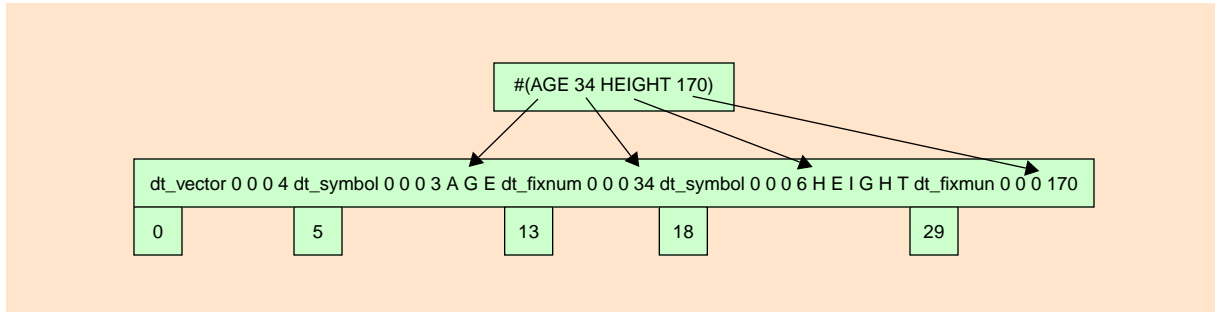 #(AGE 34 HEIGHT 170)
dt_vector 0 0 0 4 dt_symbol 0 0 0 3 A G E dt_fixnum 0 0 0 34 dt_symbol 0 0 0 6 H E I G H T dt_fixmun 0 0 0 170
0 5 13 18 29